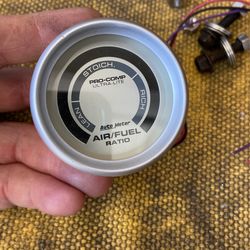 STOICH.
PRO-COMP
ULTRA-LITE
LEAN
RICH
Auto Meter
AIR/FUEL
RATIO